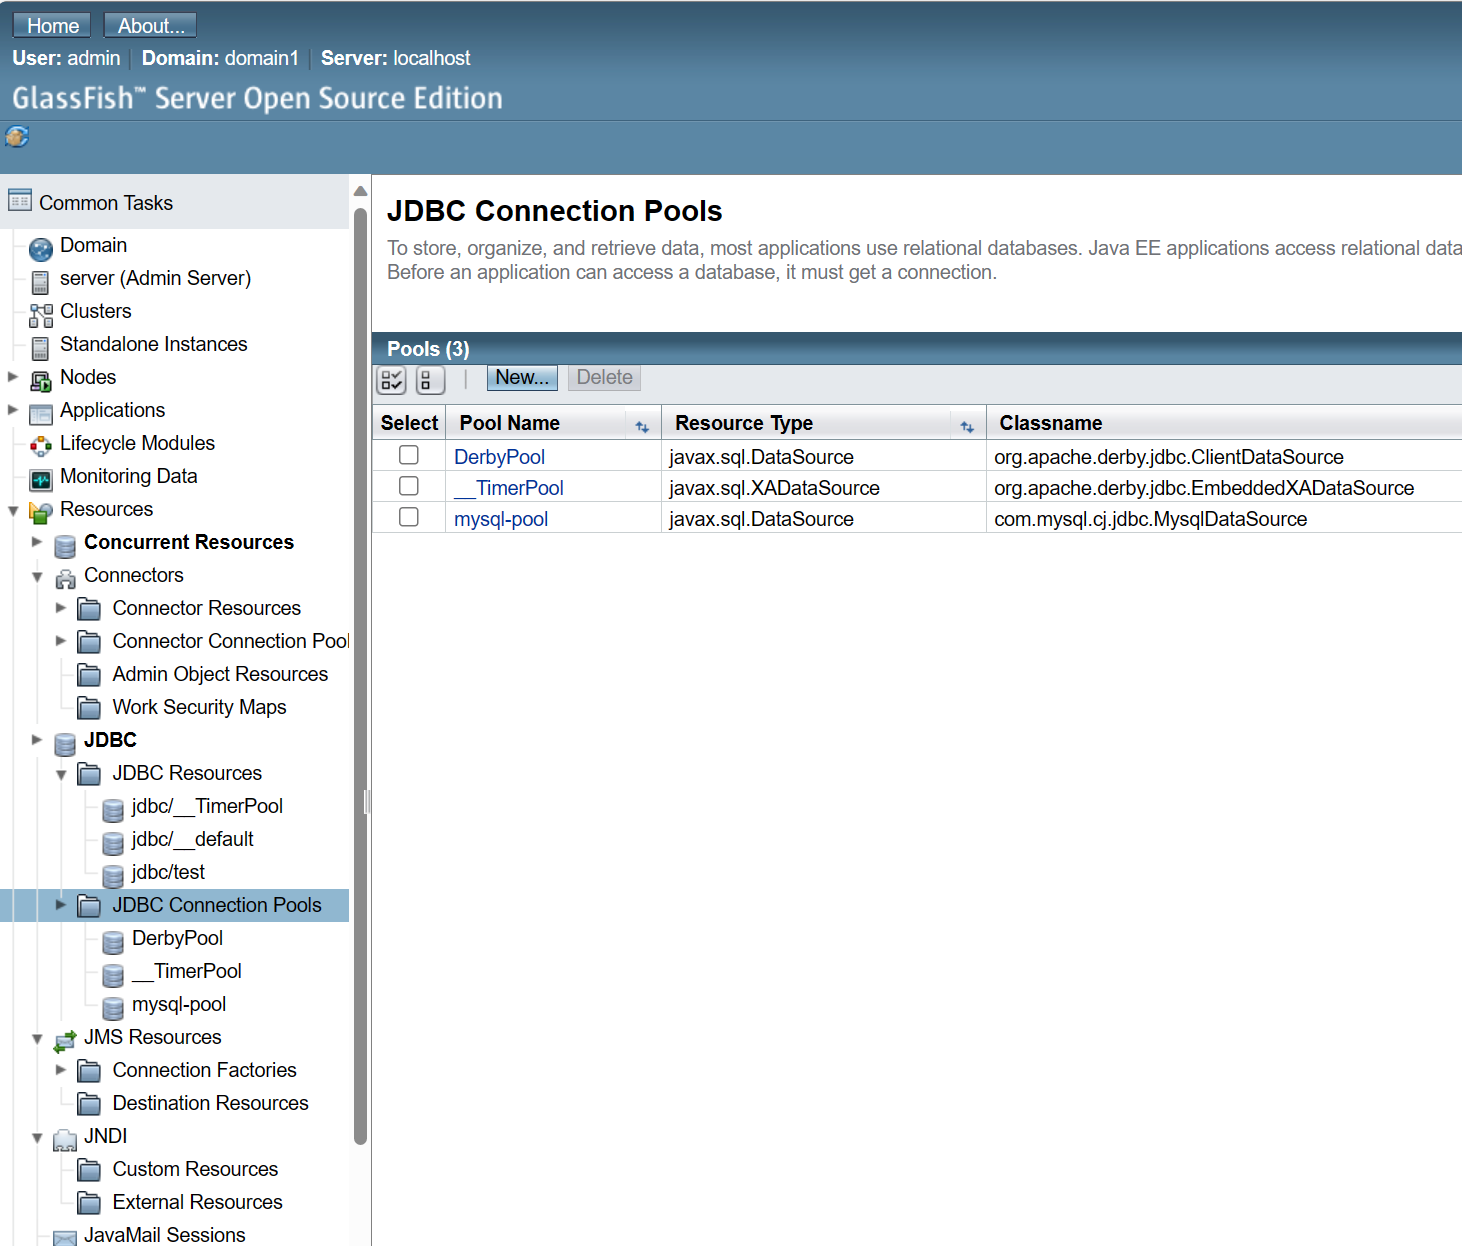 Home About...
User: admin Domain: domain1 Server: localhost
GlassFish™ Server Open Source Edition
Common Tasks
Domain
server (Admin Server)
Clusters
Standalone Instances
Nodes
Applications
Lifecycle Modules
Monitoring Data
Resources
Concurrent Resources
Connectors
Connector Resources
Connector Connection Pool
Admin Object Resources
Work Security Maps
JDBC
JDBC Resources
jdbc/__TimerPool
jdbc/__default
jdbc/test
JDBC Connection Pools
DerbyPool
__TimerPool
mysql-pool
JMS Resources
Connection Factories
Destination Resources
JNDI
Custom Resources
External Resources
JavaMail Sessions
JDBC Connection Pools
To store, organize, and retrieve data, most applications use relational databases. Java EE applications access relational data
Before an application can access a database, it must get a connection.
Pools (3)
New... Delete
Select Pool Name Resource Type Classname
DerbyPool javax.sql.DataSource org.apache.derby.jdbc.ClientDataSource
__TimerPool javax.sql.XADataSource org.apache.derby.jdbc.EmbeddedXADataSource
mysql-pool javax.sql.DataSource com.mysql.cj.jdbc.MysqlDataSource